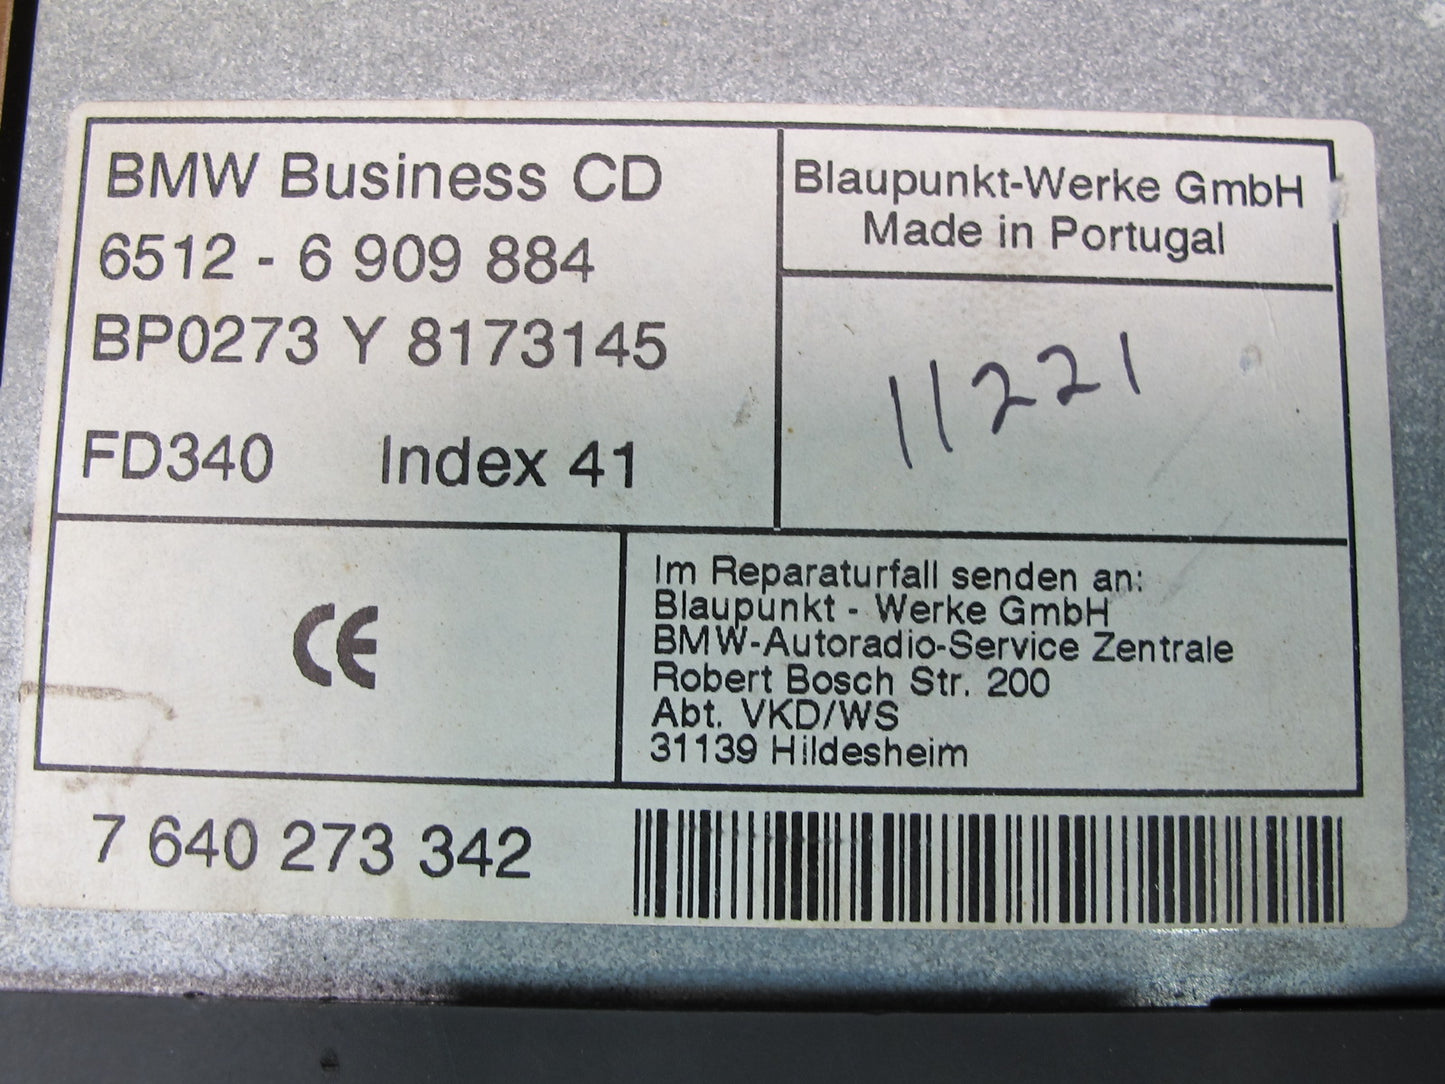 BMW Business CD
6512 - 6 909 884
BP0273 Y 8173145
FD340 Index 41
Blaupunkt-Werke GmbH
Made in Portugal
11221
CE
Im Reparaturfall senden an:
Blaupunkt - Werke GmbH
BMW-Autoradio-Service Zentrale
Robert Bosch Str. 200
Abt. VKD/WS
31139 Hildesheim
7 640 273 342